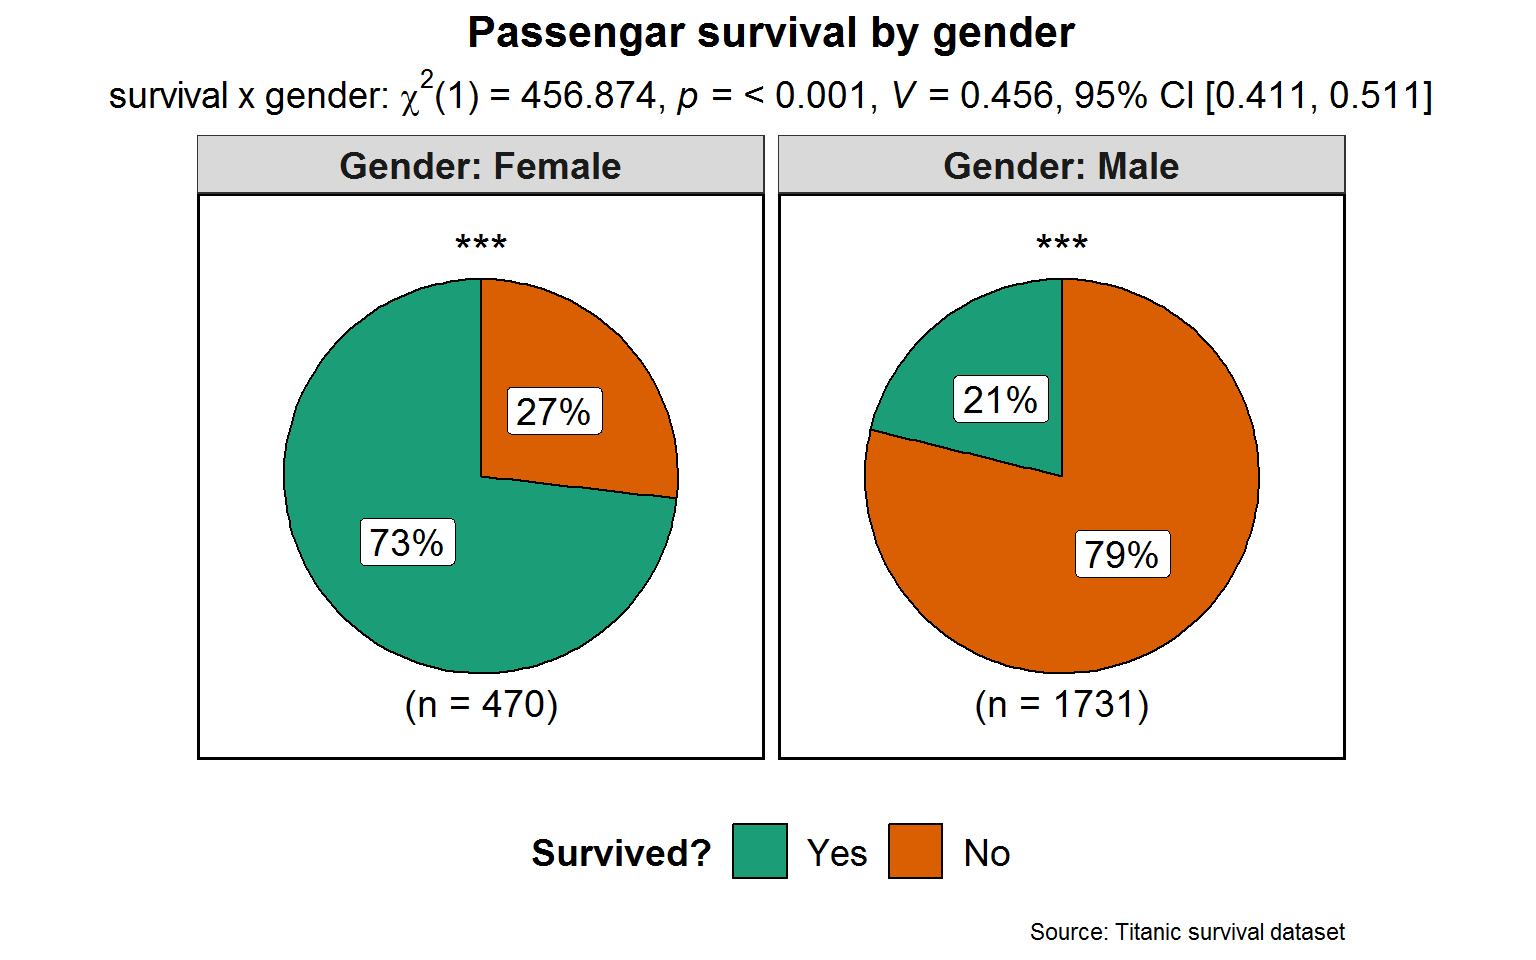 Passengar survival by gender
survival x gender: χ²(1) = 456.874, p = < 0.001, V = 0.456, 95% CI [0.411, 0.511]
Gender: Female
***
27%
73%
(n = 470)
Gender: Male
***
21%
79%
(n = 1731)
Survived? Yes No
Source: Titanic survival dataset